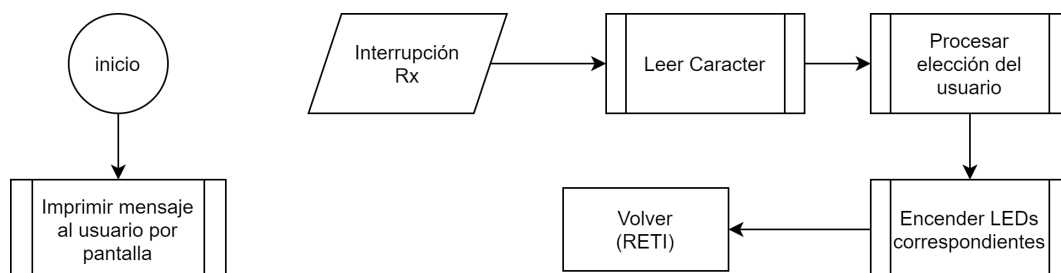 inicio
Imprimir mensaje
al usuario por
pantalla
Interrupción
Rx
Leer Caracter
Procesar
elección del
usuario
Encender LEDs
correspondientes
Volver
(RETI)